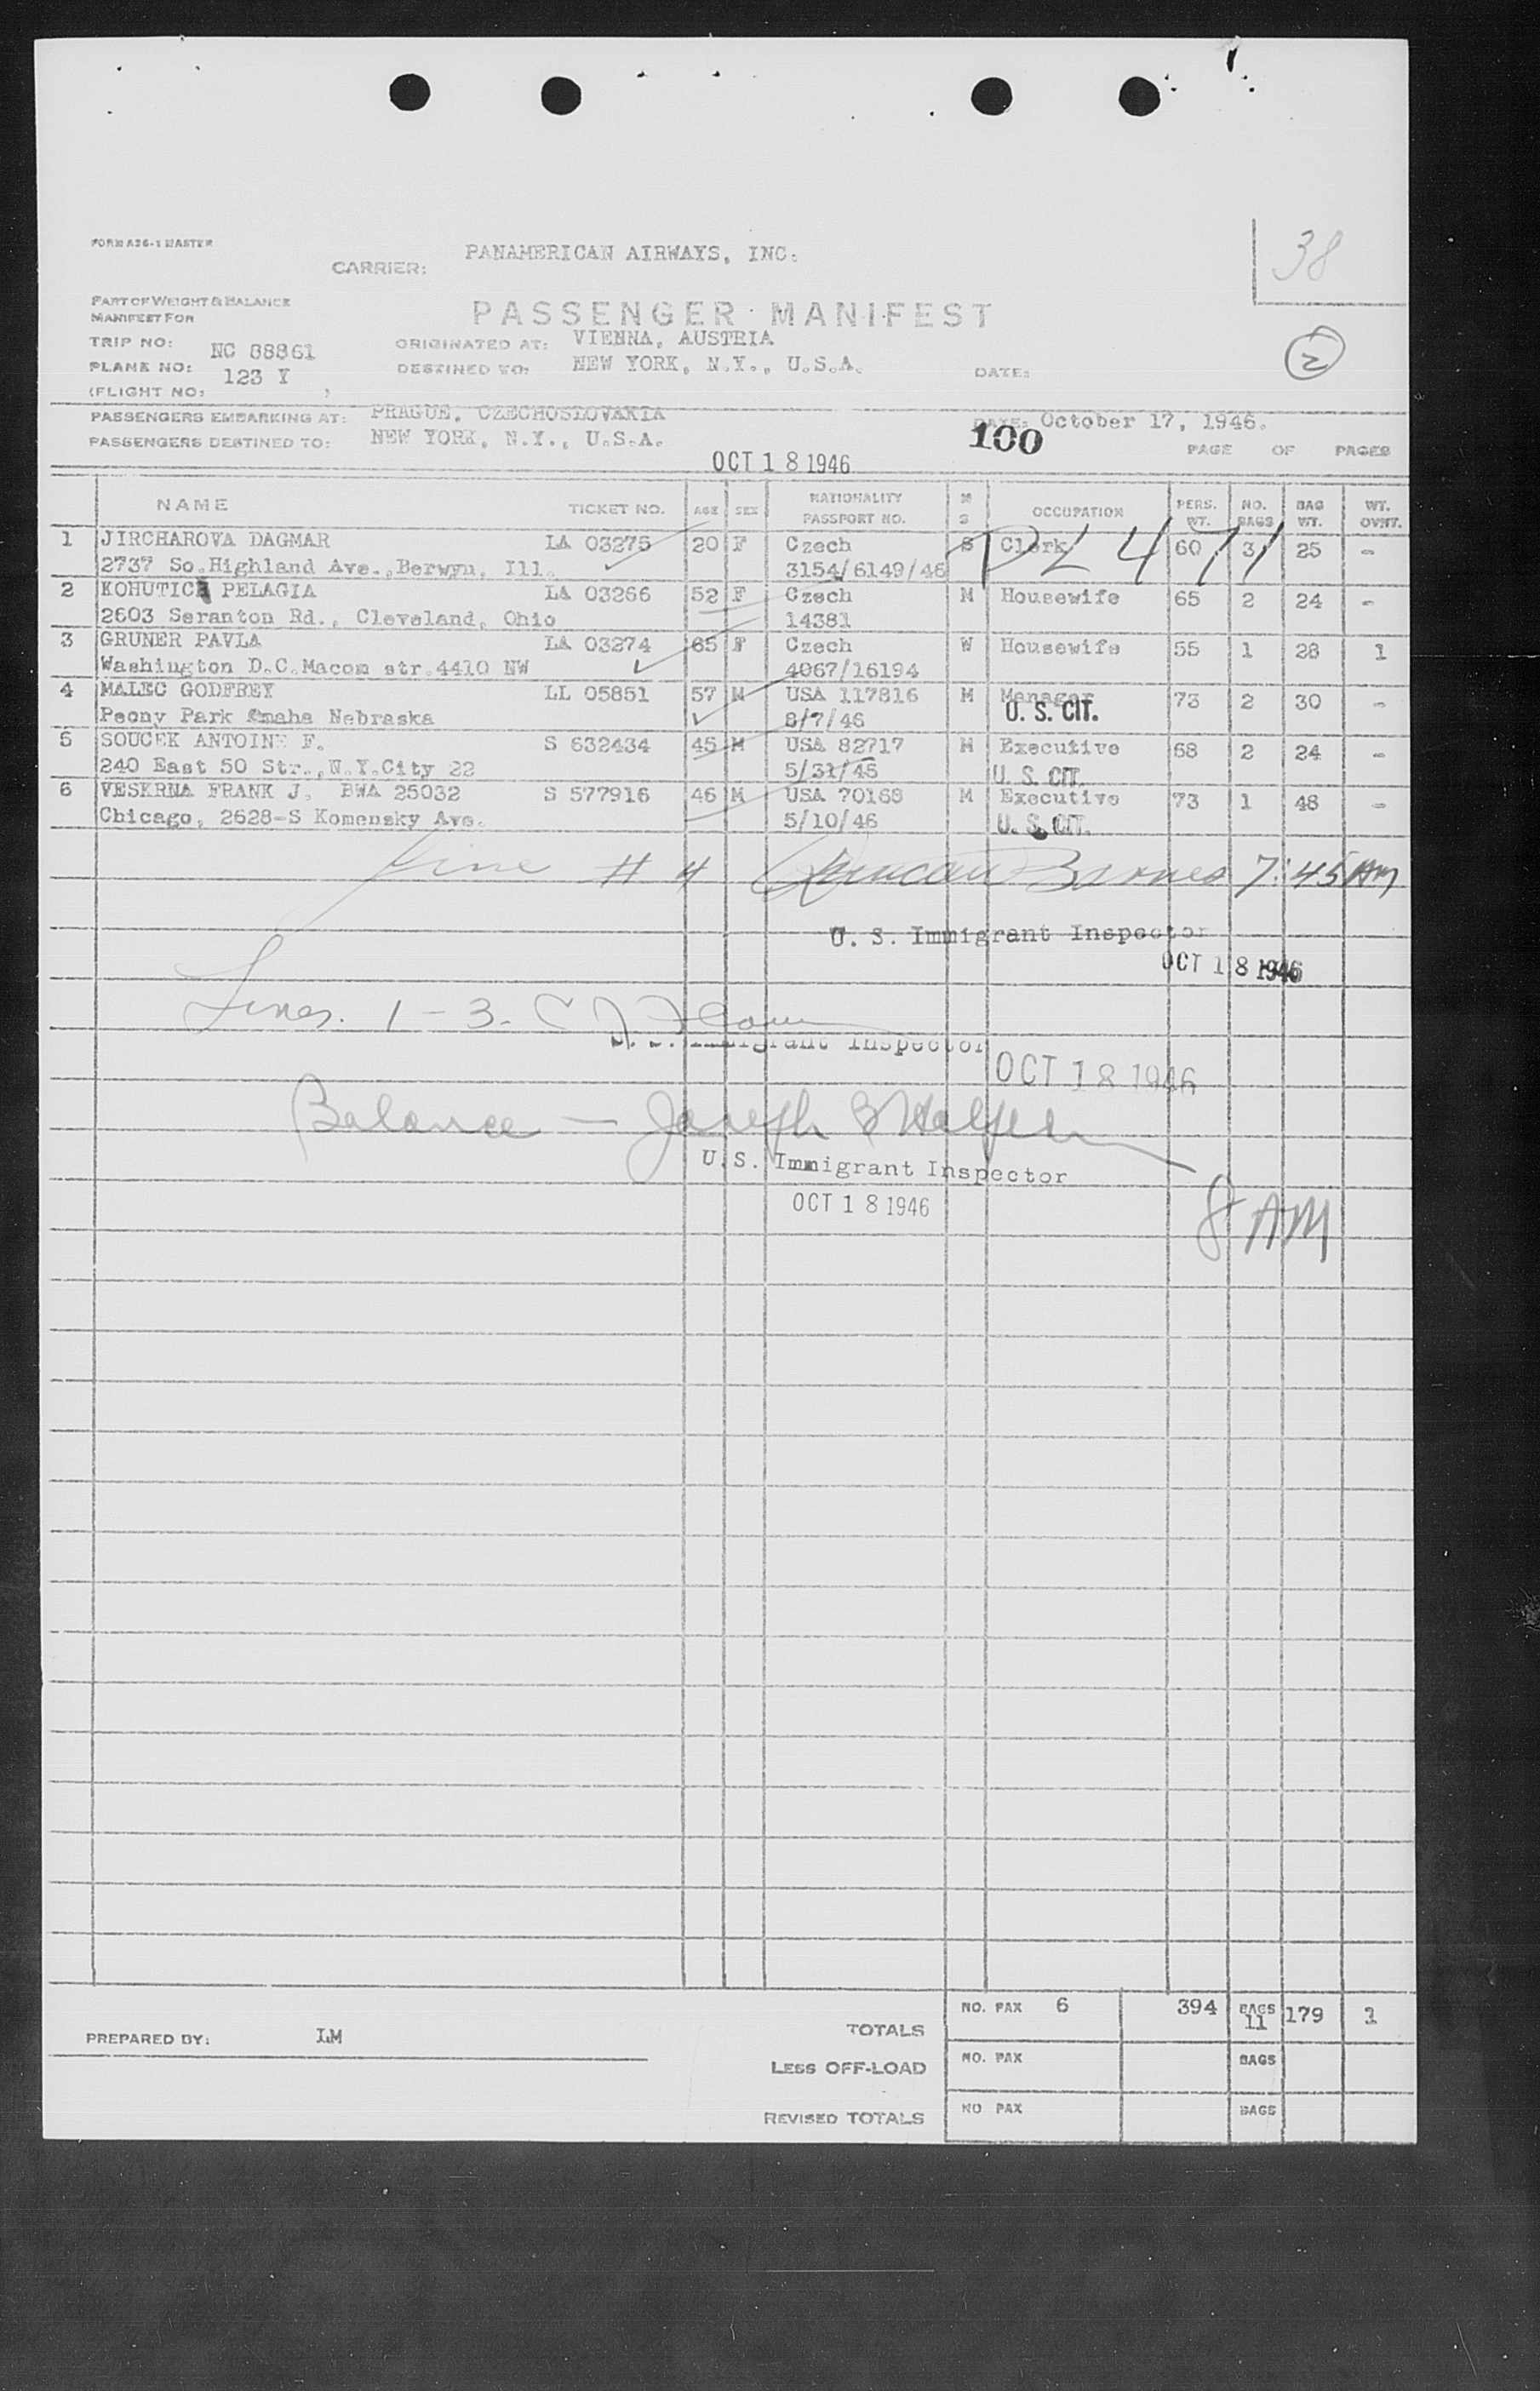 38
FORM A26-1 MASTER
CARRIER: PANAMERICAN AIRWAYS, INC.
PART OF WEIGHT & BALANCE
MANIFEST FOR
PASSENGER MANIFEST
2
TRIP NO: NC 88861
ORIGINATED AT: VIENNA, AUSTRIA
PLANE NO: 123 Y
DESTINED TO: NEW YORK, N.Y., U.S.A.
DATE:
(FLIGHT NO: )
PASSENGERS EMBARKING AT: PRAGUE, CZECHOSLOVAKIA
DATE: October 17, 1946.
PASSENGERS DESTINED TO: NEW YORK, N.Y., U.S.A.
100
PAGE OF PAGES
OCT 18 1946
NAME TICKET NO. AGE SEX NATIONALITY PASSPORT NO. M S OCCUPATION PERS. WT. NO. BAGS BAG WT. WT. OVHT.
1 JIRCHAROVA DAGMAR LA 03275 20 F Czech S Clerk 60 3 25 -
2737 So.Highland Ave.,Berwyn, Ill. 3154/6149/46
2 KOHUTIC PELAGIA LA 03266 52 F Czech M Housewife 65 2 24 -
2603 Seranton Rd., Cleveland, Ohio 14381
3 GRUNER PAVLA LA 03274 65 F Czech W Housewife 55 1 28 1
Washington D.C.Macom str.4410 NW 4067/16194
4 MALEC GODFREY LL 05851 57 M USA 117816 M Manager 73 2 30 -
Peony Park Omaha Nebraska 8/7/46 U. S. CIT.
5 SOUCEK ANTOINE F. S 632434 45 M USA 82717 M Executive 68 2 24 -
240 East 50 Str.,N.Y.City 22 5/31/46 U. S. CIT.
6 VESKRNA FRANK J. BWA 25032 S 577916 46 M USA 70168 M Executive 73 1 48 -
Chicago, 2628-S Komensky Ave. 5/10/46 U. S. CIT.
Line # 4 Duncan 7:45 AM
U. S. Immigrant Inspector
OCT 18 1946
Lines. 1 - 3.
U. S. Immigrant Inspector
OCT 18 1946
Balance — Joseph
U. S. Immigrant Inspector
OCT 18 1946
8 AM
TOTALS NO. PAX 6 394 BAGS 11 179 1
PREPARED BY: LM
LESS OFF-LOAD NO. PAX BAGS
REVISED TOTALS NO PAX BAGS